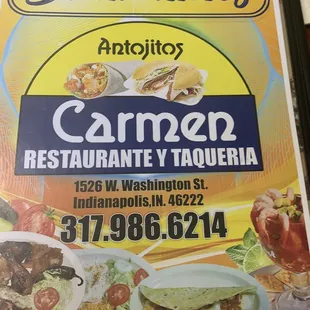 Antojitos
Carmen
RESTAURANTE Y TAQUERIA
1526 W. Washington St.
Indianapolis,IN. 46222
317.986.6214